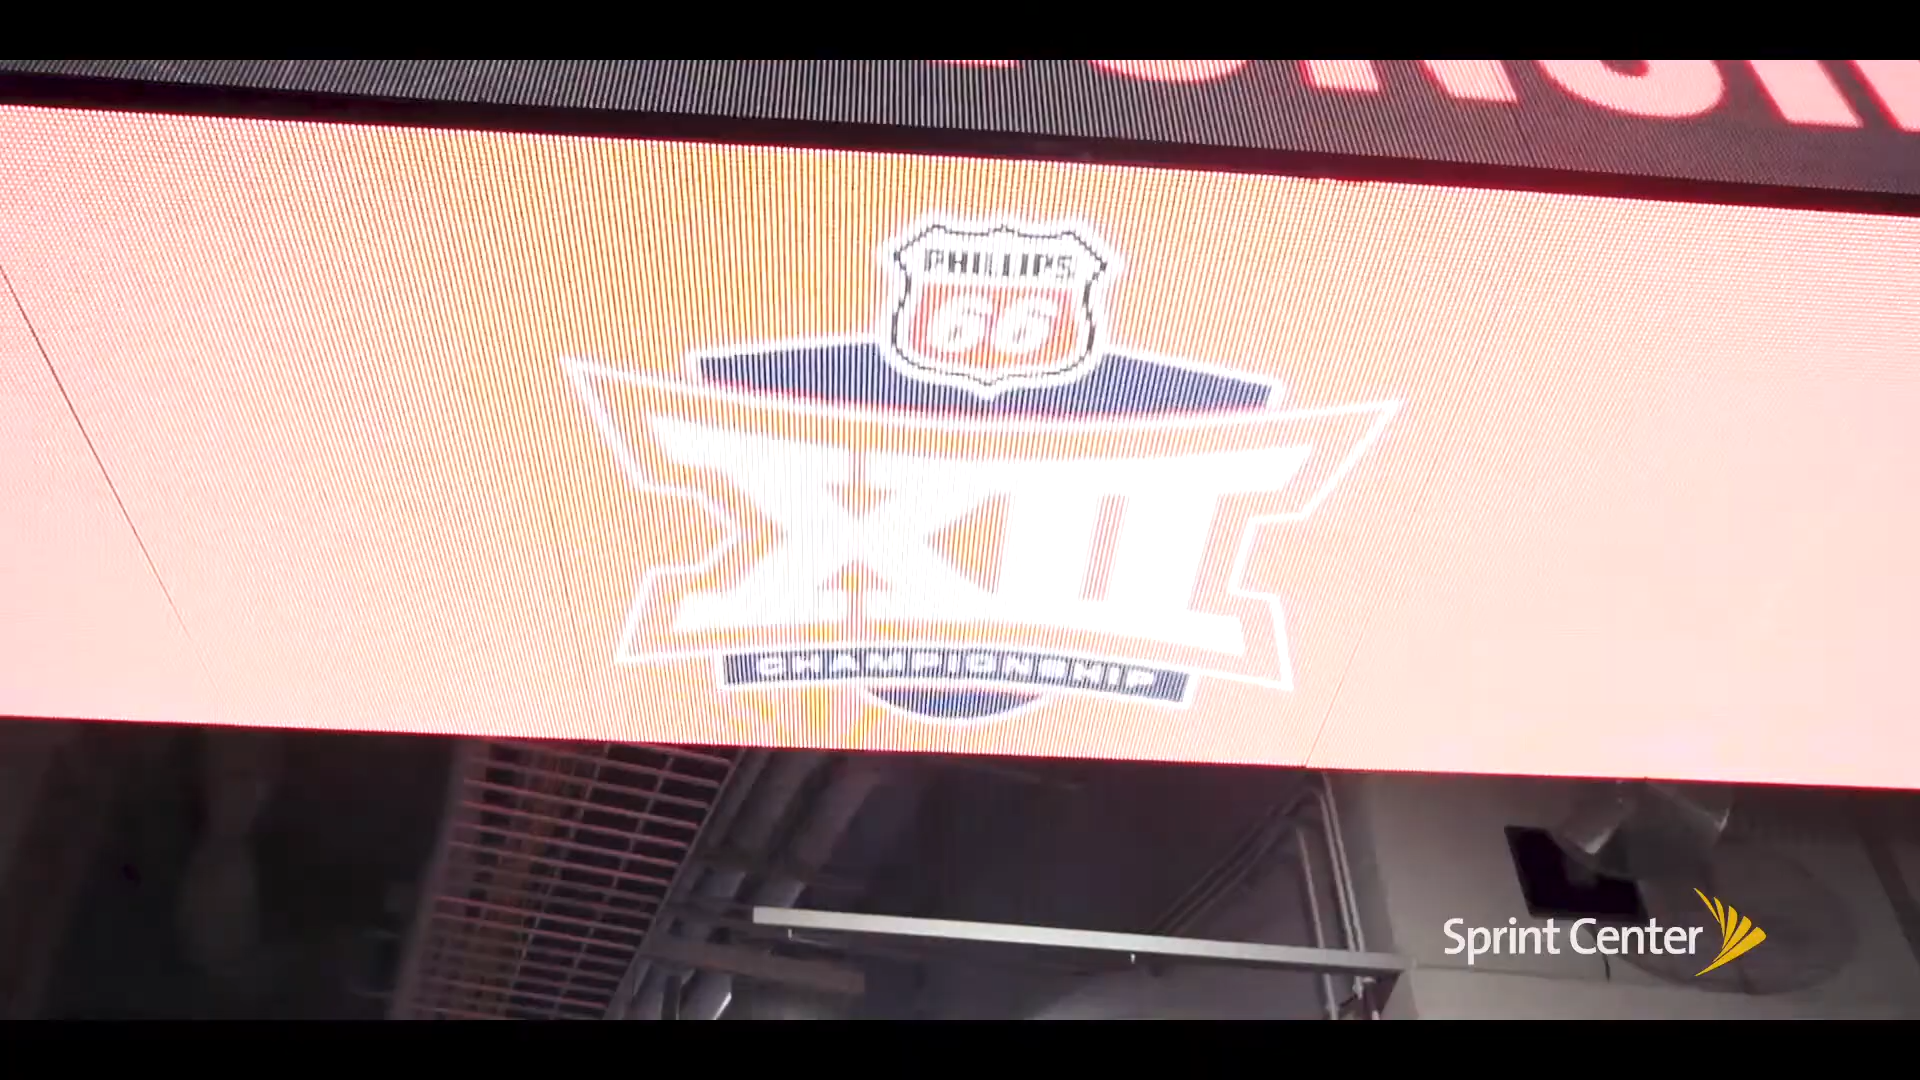 PHILLIPS
66
XII
CHAMPIONSHIP
Sprint Center